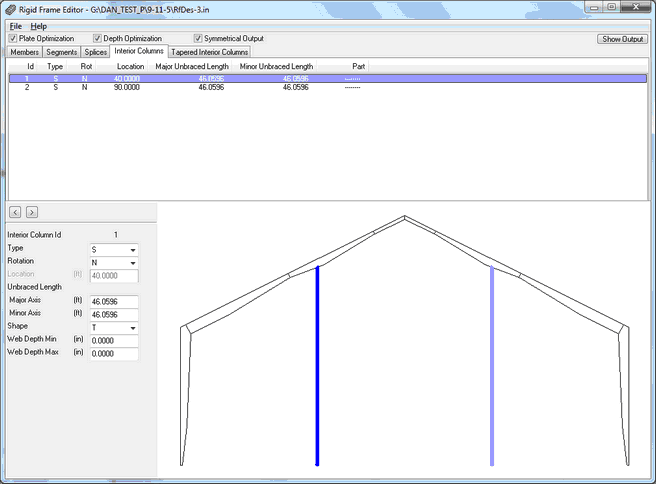 Rigid Frame Editor - G:\DAN_TEST_P\9-11-5\RfDes-3.in
File Help
Plate Optimization Depth Optimization Symmetrical Output Show Output
Members Segments Splices Interior Columns Tapered Interior Columns
Id Type Rot Location Major Unbraced Length Minor Unbraced Length Part
1 S N 40.0000 46.0596 46.0596 --------
2 S N 90.0000 46.0596 46.0596 --------
< >
Interior Column Id 1
Type S
Rotation N
Location (ft) 40.0000
Unbraced Length
Major Axis (ft) 46.0596
Minor Axis (ft) 46.0596
Shape T
Web Depth Min (in) 0.0000
Web Depth Max (in) 0.0000